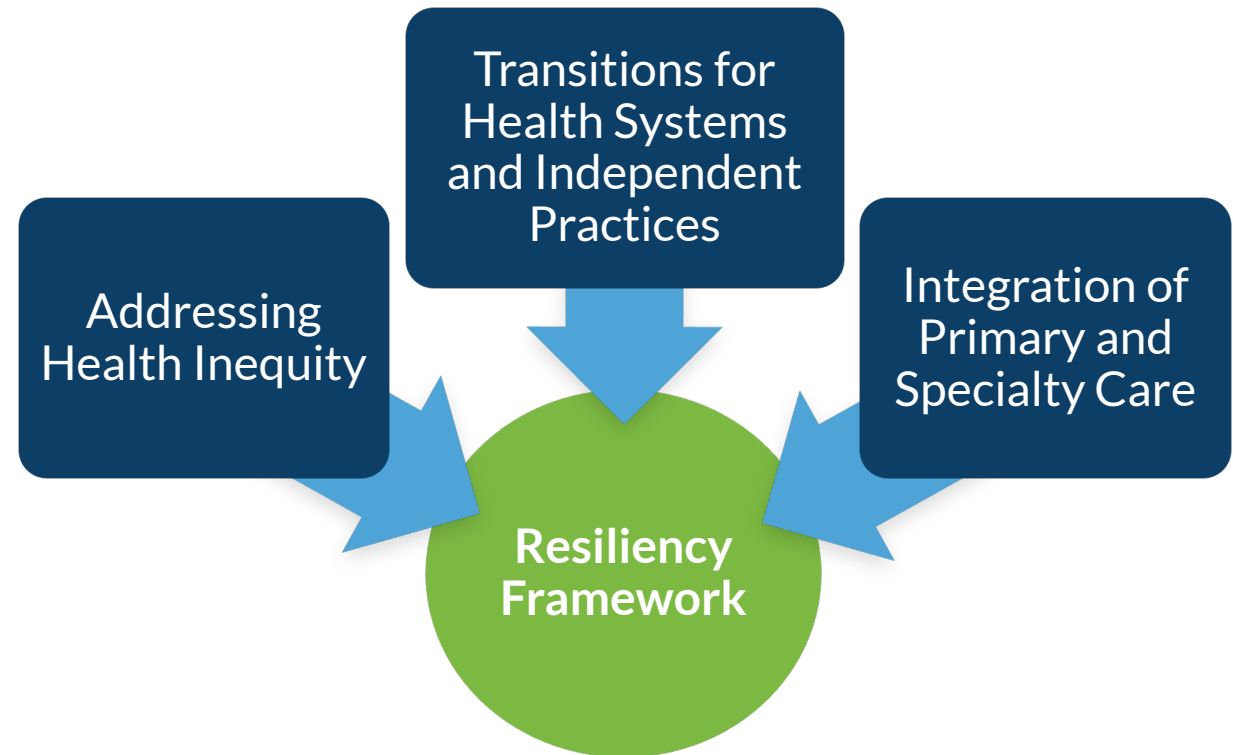 Transitions for
Health Systems
and Independent
Practices
Addressing
Health Inequity
Integration of
Primary and
Specialty Care
Resiliency
Framework